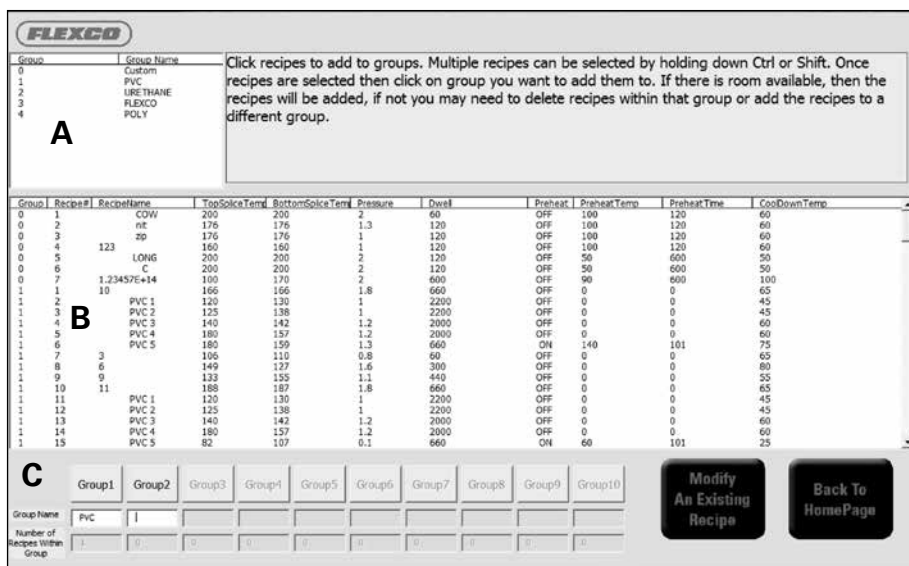 FLEXCO
Group Group Name
0 Custom
1 PVC
2 URETHANE
3 FLEXCO
4 POLY
A
Click recipes to add to groups. Multiple recipes can be selected by holding down Ctrl or Shift. Once
recipes are selected then click on group you want to add them to. If there is room available, then the
recipes will be added, if not you may need to delete recipes within that group or add the recipes to a
different group.
Group Recipe# RecipeName TopSpliceTemp BottomSpliceTemp Pressure Dwell Preheat PreheatTemp PreheatTime CoolDownTemp
0 1 COW 200 200 2 60 OFF 100 120 60
0 2 nit 176 176 1.3 120 OFF 100 120 60
0 3 zip 176 176 1 120 OFF 100 120 60
0 4 123 160 160 1 120 OFF 100 120 60
0 5 LONG 200 200 2 120 OFF 50 600 50
0 6 C 200 200 2 120 OFF 50 600 50
0 7 1.23457E+14 100 170 2 600 OFF 90 600 100
1 1 10 166 166 1.8 660 OFF 0 0 65
1 2 PVC 1 120 130 1 2200 OFF 0 0 45
1 3 PVC 2 125 138 1 2200 OFF 0 0 45
1 4 PVC 3 140 142 1.2 2000 OFF 0 0 60
1 5 PVC 4 180 157 1.2 2000 OFF 0 0 60
1 6 PVC 5 180 159 1.3 660 ON 140 101 75
1 7 3 106 110 0.8 60 OFF 0 0 65
1 8 6 149 127 1.6 300 OFF 0 0 80
1 9 9 133 155 1.1 440 OFF 0 0 55
1 10 11 188 187 1.8 660 OFF 0 0 65
1 11 PVC 1 120 130 1 2200 OFF 0 0 45
1 12 PVC 2 125 138 1 2200 OFF 0 0 45
1 13 PVC 3 140 142 1.2 2000 OFF 0 0 60
1 14 PVC 4 180 157 1.2 2000 OFF 0 0 60
1 15 PVC 5 82 107 0.1 660 ON 60 101 25
B
C
Group1 Group2 Group3 Group4 Group5 Group6 Group7 Group8 Group9 Group10
Group Name PVC
Number of
Recipes Within
Group
1 0 0 0 0 0 0 0 0 0
Modify
An Existing
Recipe
Back To
HomePage